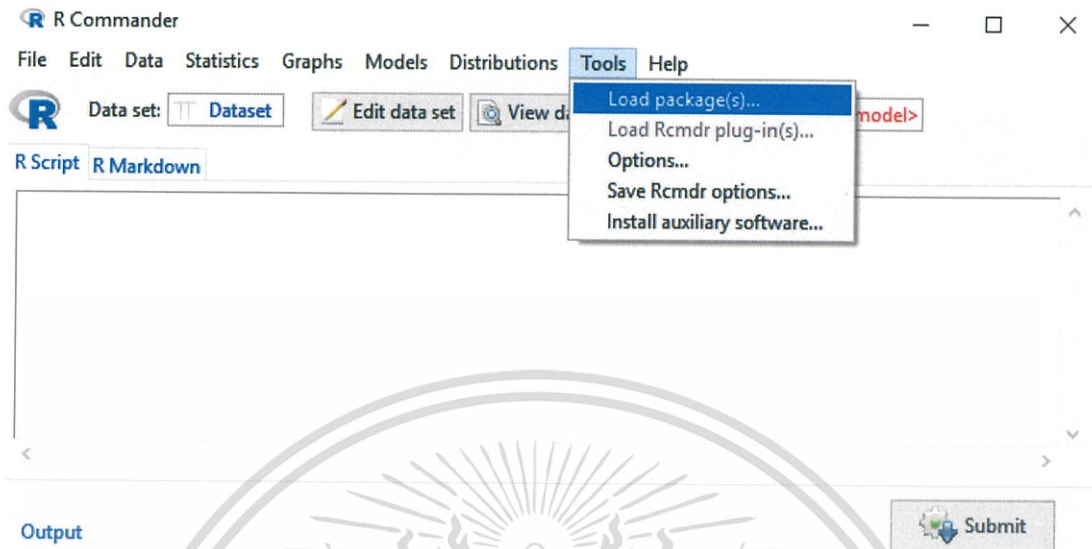 R R Commander
File Edit Data Statistics Graphs Models Distributions Tools Help
R Data set: Dataset Edit data set View da model>
Load package(s)...
Load Rcmdr plug-in(s)...
Options...
Save Rcmdr options...
Install auxiliary software...
R Script R Markdown
Output Submit